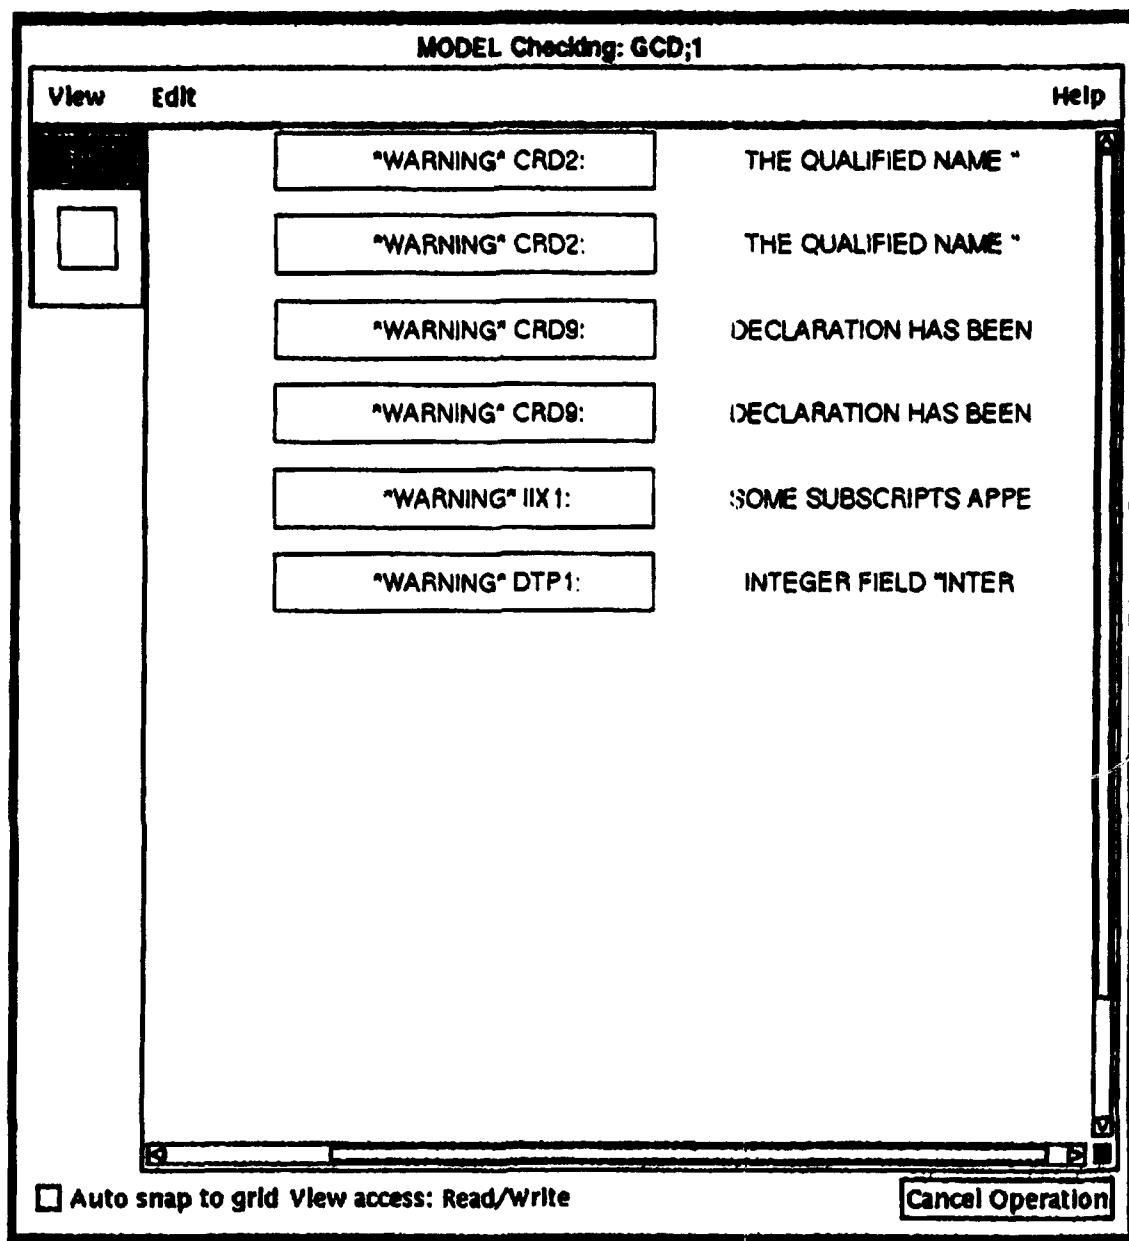 MODEL Checking: GCD;1
View Edit Help
"WARNING" CRD2: THE QUALIFIED NAME "
"WARNING" CRD2: THE QUALIFIED NAME "
"WARNING" CRD9: DECLARATION HAS BEEN
"WARNING" CRD9: DECLARATION HAS BEEN
"WARNING" IIX1: SOME SUBSCRIPTS APPE
"WARNING" DTP1: INTEGER FIELD "INTER
Auto snap to grid View access: Read/Write Cancel Operation